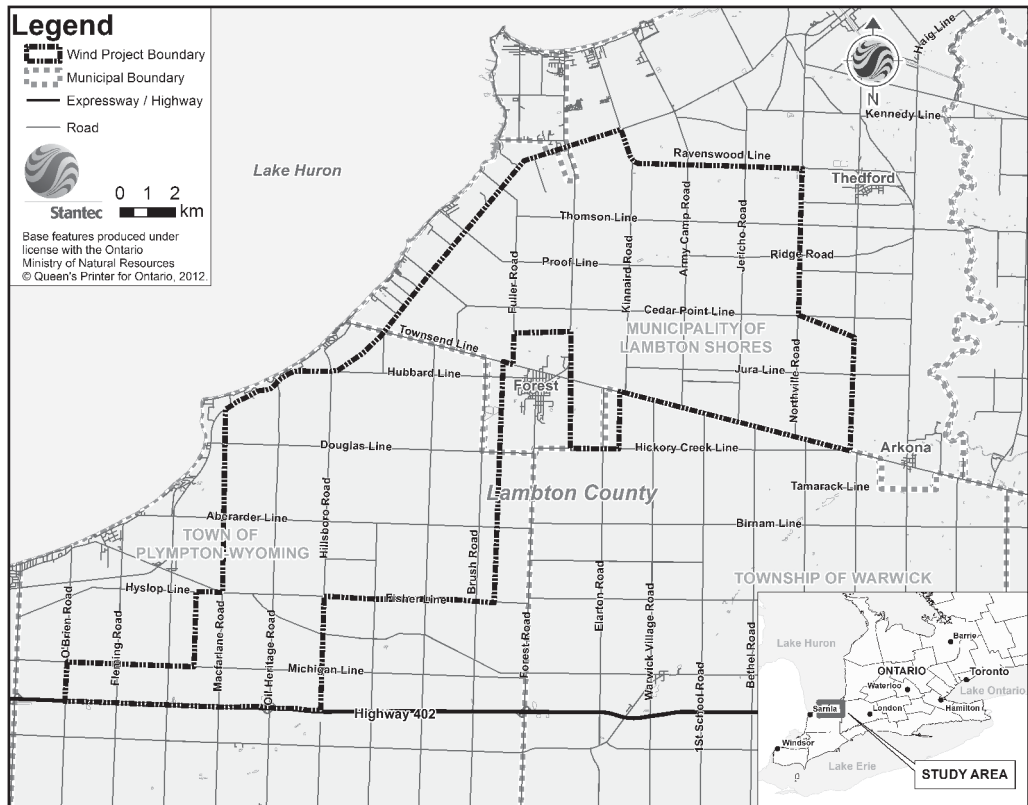 Legend
Wind Project Boundary
Municipal Boundary
Expressway / Highway
Road
Stantec
0 1 2
km
Base features produced under
license with the Ontario
Ministry of Natural Resources
© Queen's Printer for Ontario, 2012.
Haig Line
N
Kennedy Line
Lake Huron
Ravenswood Line
Thedford
Thomson Line
Army Camp Road
Jericho Road
Fuller Road
Kinnaird Road
Proof Line
Ridge Road
Cedar Point Line
MUNICIPALITY OF
LAMBTON SHORES
Townsend Line
Hubbard Line
Forest
Jura Line
Northville Road
Douglas Line
Hickory Creek Line
Arkona
Tamarack Line
Lambton County
Hillsboro Road
Aberarder Line
Birnam Line
TOWN OF
PLYMPTON-WYOMING
Brush Road
Hyslop Line
Fisher Line
TOWNSHIP OF WARWICK
O'Brien Road
Fleming Road
Macfarlane Road
Oil Heritage Road
Michigan Line
Forest Road
Elarton Road
Warwick Village Road
1St School Road
Bethel Road
Highway 402
Lake Huron
Barrie
ONTARIO
Toronto
Waterloo
Lake Ontario
Sarnia
London
Hamilton
Windsor
Lake Erie
STUDY AREA